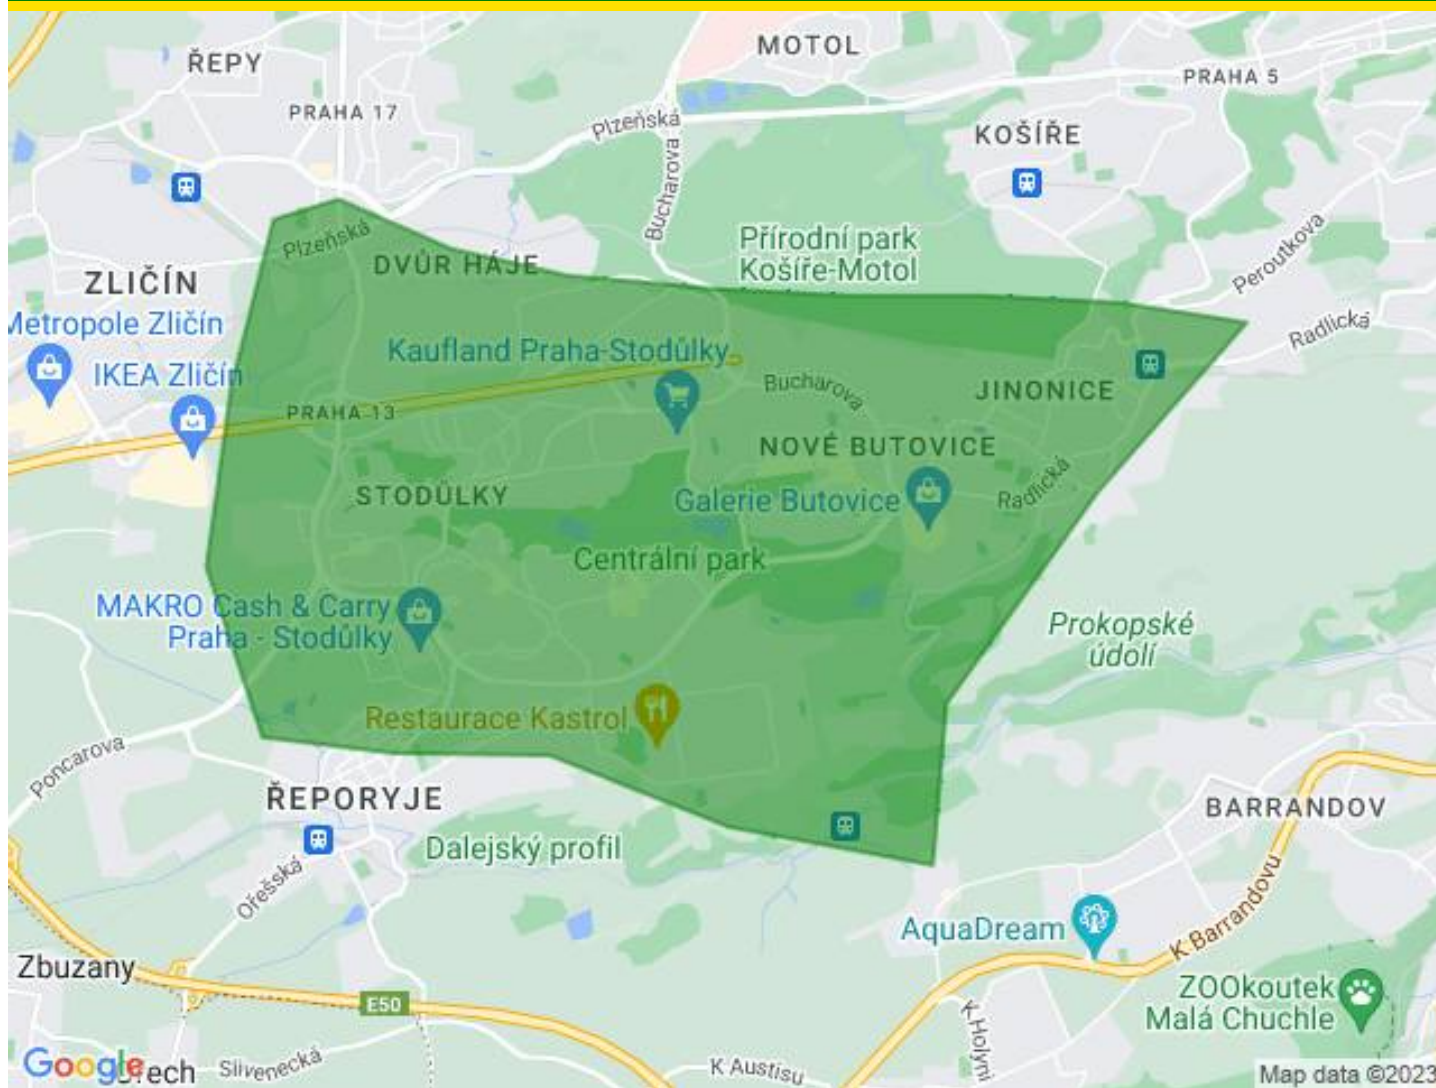 MOTOL
ŘEPY
PRAHA 5
PRAHA 17
Plzeňská
KOŠÍŘE
Bucharova
Peroutkova
Plzeňská
Přírodní park
Košíře-Motol
DVŮR HÁJE
ZLIČÍN
Metropole Zličín
Radlická
Kaufland Praha-Stodůlky
IKEA Zličín
Bucharova
JINONICE
PRAHA 13
NOVÉ BUTOVICE
STODŮLKY
Galerie Butovice
Radlická
Centrální park
MAKRO Cash & Carry
Praha - Stodůlky
Prokopské
údolí
Restaurace Kastrol
Poncarova
ŘEPORYJE
BARRANDOV
Dalejský profil
Ořešská
AquaDream
K Barrandovu
Zbuzany
ZOOkoutek
Malá Chuchle
E50
K Holyni
Google
Slivenecká
K Austisu
Map data ©2023